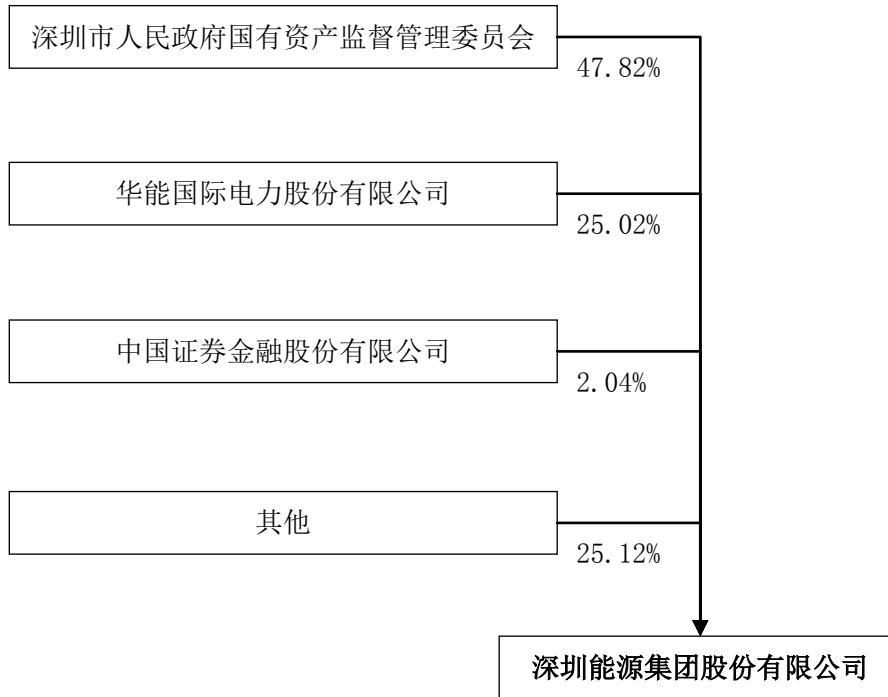 深圳市人民政府国有资产监督管理委员会
47.82%
华能国际电力股份有限公司
25.02%
中国证券金融股份有限公司
2.04%
其他
25.12%
深圳能源集团股份有限公司